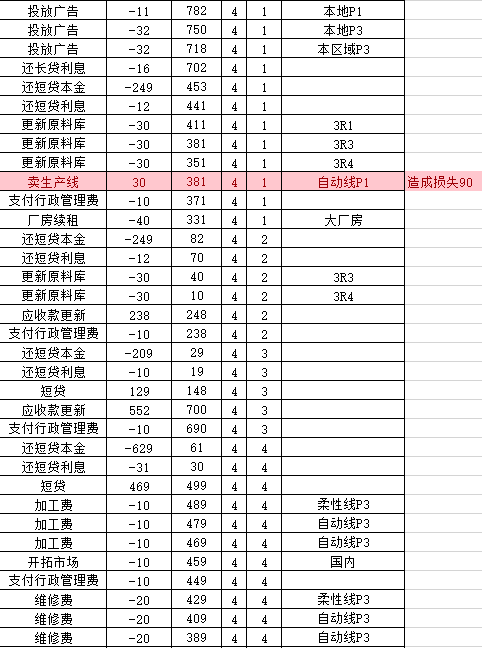 投放广告 -11 782 4 1 本地P1
投放广告 -32 750 4 1 本地P3
投放广告 -32 718 4 1 本区域P3
还长贷利息 -16 702 4 1
还短贷本金 -249 453 4 1
还短贷利息 -12 441 4 1
更新原料库 -30 411 4 1 3R1
更新原料库 -30 381 4 1 3R3
更新原料库 -30 351 4 1 3R4
卖生产线 30 381 4 1 自动线P1 造成损失90
支付行政管理费 -10 371 4 1
厂房续租 -40 331 4 1 大厂房
还短贷本金 -249 82 4 2
还短贷利息 -12 70 4 2
更新原料库 -30 40 4 2 3R3
更新原料库 -30 10 4 2 3R4
应收款更新 238 248 4 2
支付行政管理费 -10 238 4 2
还短贷本金 -209 29 4 3
还短贷利息 -10 19 4 3
短贷 129 148 4 3
应收款更新 552 700 4 3
支付行政管理费 -10 690 4 3
还短贷本金 -629 61 4 4
还短贷利息 -31 30 4 4
短贷 469 499 4 4
加工费 -10 489 4 4 柔性线P3
加工费 -10 479 4 4 自动线P3
加工费 -10 469 4 4 自动线P3
开拓市场 -10 459 4 4 国内
支付行政管理费 -10 449 4 4
维修费 -20 429 4 4 柔性线P3
维修费 -20 409 4 4 自动线P3
维修费 -20 389 4 4 自动线P3